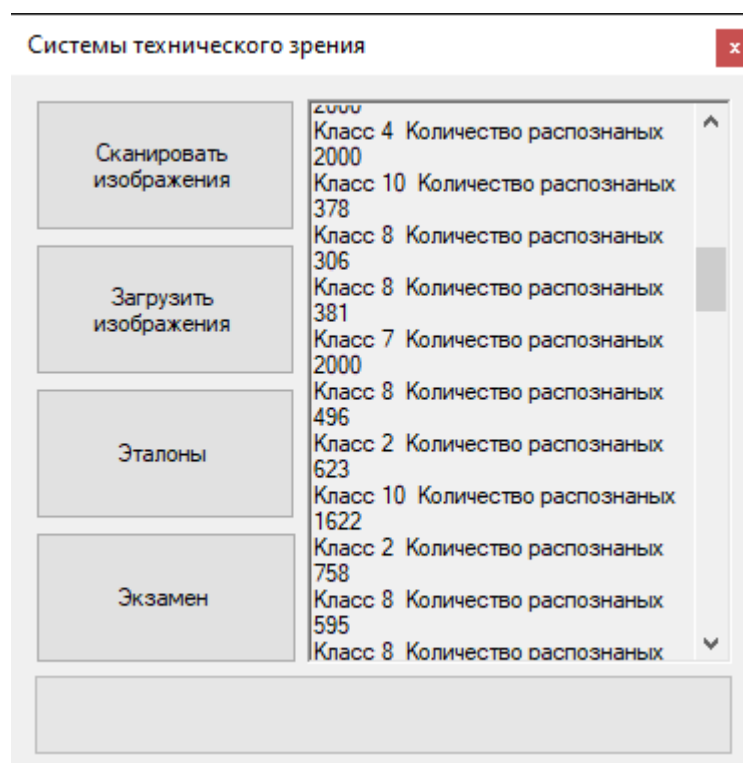 Системы технического зрения
x
Сканировать
изображения
Загрузить
изображения
Эталоны
Экзамен
2000
Класс 4 Количество распознаных
2000
Класс 10 Количество распознаных
378
Класс 8 Количество распознаных
306
Класс 8 Количество распознаных
381
Класс 7 Количество распознаных
2000
Класс 8 Количество распознаных
496
Класс 2 Количество распознаных
623
Класс 10 Количество распознаных
1622
Класс 2 Количество распознаных
758
Класс 8 Количество распознаных
595
Класс 8 Количество распознаных